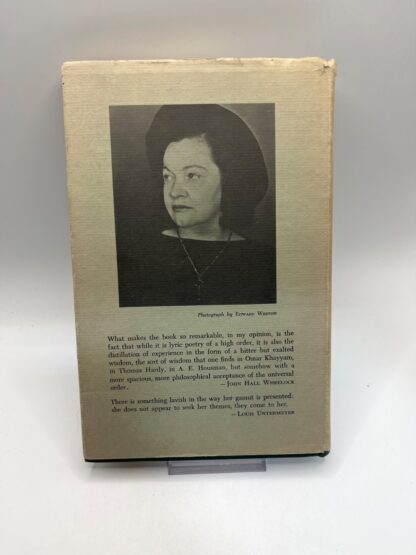 Photograph by EDWARD WESTON
What makes the book so remarkable, in my opinion, is the
fact that while it is lyric poetry of a high order, it is also the
distillation of experience in the form of a bitter but exalted
wisdom, the sort of wisdom that one finds in Omar Khayyam,
in Thomas Hardy, in A. E. Housman, but somehow with a
more spacious, more philosophical acceptance of the universal
order. —JOHN HALL WHEELOCK
There is something lavish in the way her gamut is presented:
she does not appear to seek her themes, they come to her.
—LOUIS UNTERMEYER